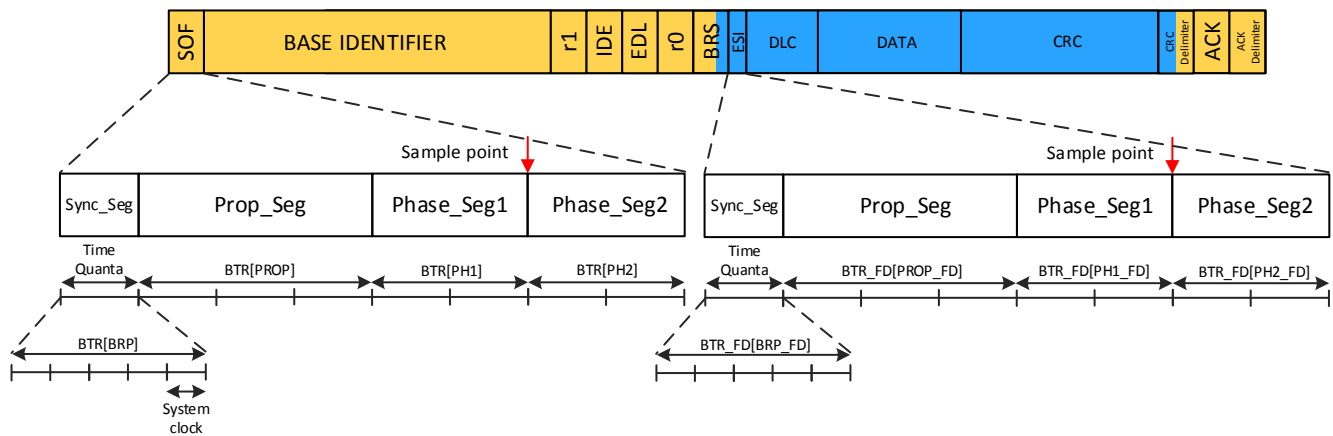 SOF
BASE IDENTIFIER
r1
IDE
EDL
r0
BRS
ESI
DLC
DATA
CRC
CRC
Delimiter
ACK
ACK
Delimiter
Sample point
Sample point
Sync_Seg
Prop_Seg
Phase_Seg1
Phase_Seg2
Sync_Seg
Prop_Seg
Phase_Seg1
Phase_Seg2
Time
Quanta
BTR[PROP]
BTR[PH1]
BTR[PH2]
Time
Quanta
BTR_FD[PROP_FD]
BTR_FD[PH1_FD]
BTR_FD[PH2_FD]
BTR[BRP]
BTR_FD[BRP_FD]
System
clock